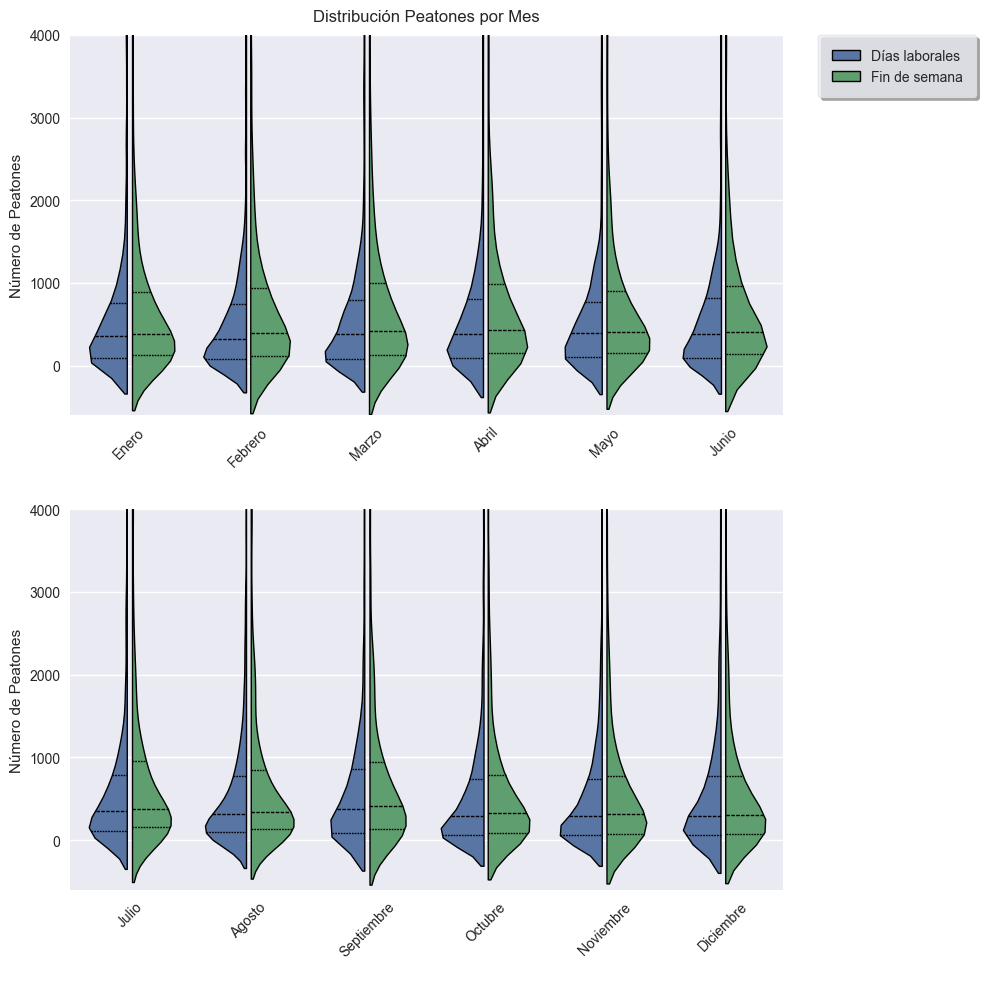 Distribución Peatones por Mes
Días laborales
Fin de semana
Número de Peatones
4000
3000
2000
1000
0
Enero
Febrero
Marzo
Abril
Mayo
Junio
Número de Peatones
4000
3000
2000
1000
0
Julio
Agosto
Septiembre
Octubre
Noviembre
Diciembre